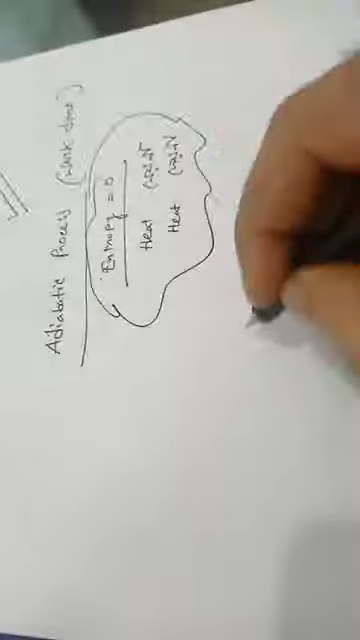 Adiabatic Process (Work done)
Entropy = 0
Heat
Heat